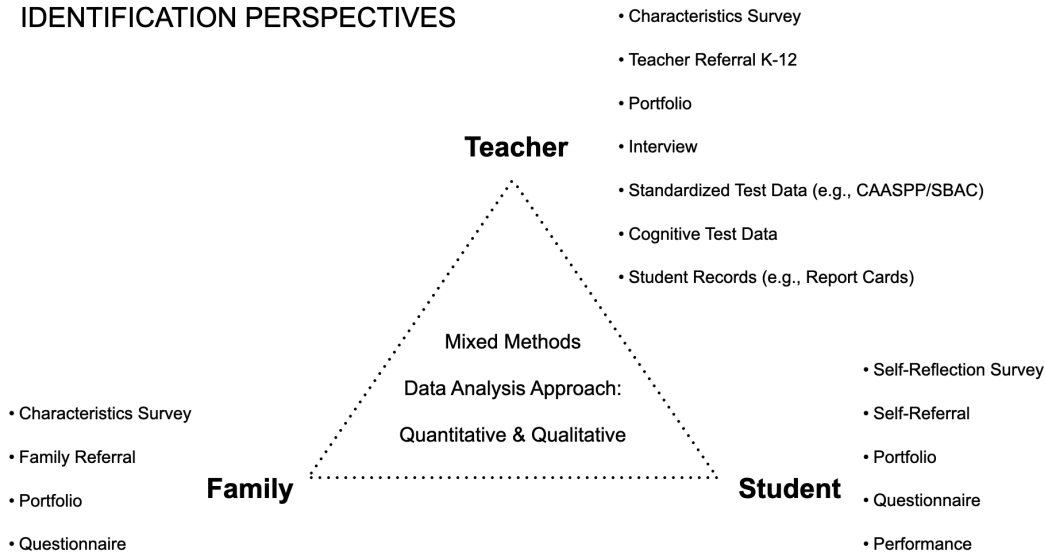 IDENTIFICATION PERSPECTIVES
• Characteristics Survey
• Teacher Referral K-12
• Portfolio
• Interview
• Standardized Test Data (e.g., CAASPP/SBAC)
• Cognitive Test Data
• Student Records (e.g., Report Cards)
Teacher
Mixed Methods
Data Analysis Approach:
Quantitative & Qualitative
• Characteristics Survey
• Family Referral
• Portfolio
• Questionnaire
Family
Student
• Self-Reflection Survey
• Self-Referral
• Portfolio
• Questionnaire
• Performance